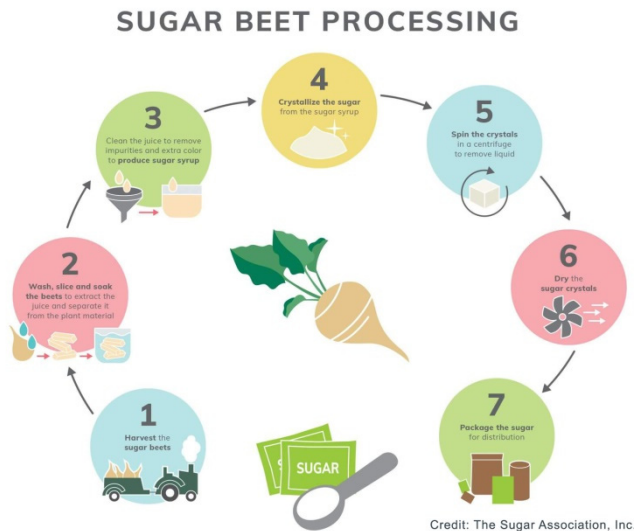 SUGAR BEET PROCESSING
1
Harvest the
sugar beets
2
Wash, slice and soak
the beets to extract the
juice and separate it
from the plant material
3
Clean the juice to remove
impurities and extra color
to produce sugar syrup
4
Crystallize the sugar
from the sugar syrup
5
Spin the crystals
in a centrifuge
to remove liquid
6
Dry the
sugar crystals
7
Package the sugar
for distribution
S
SUGAR
Credit: The Sugar Association, Inc